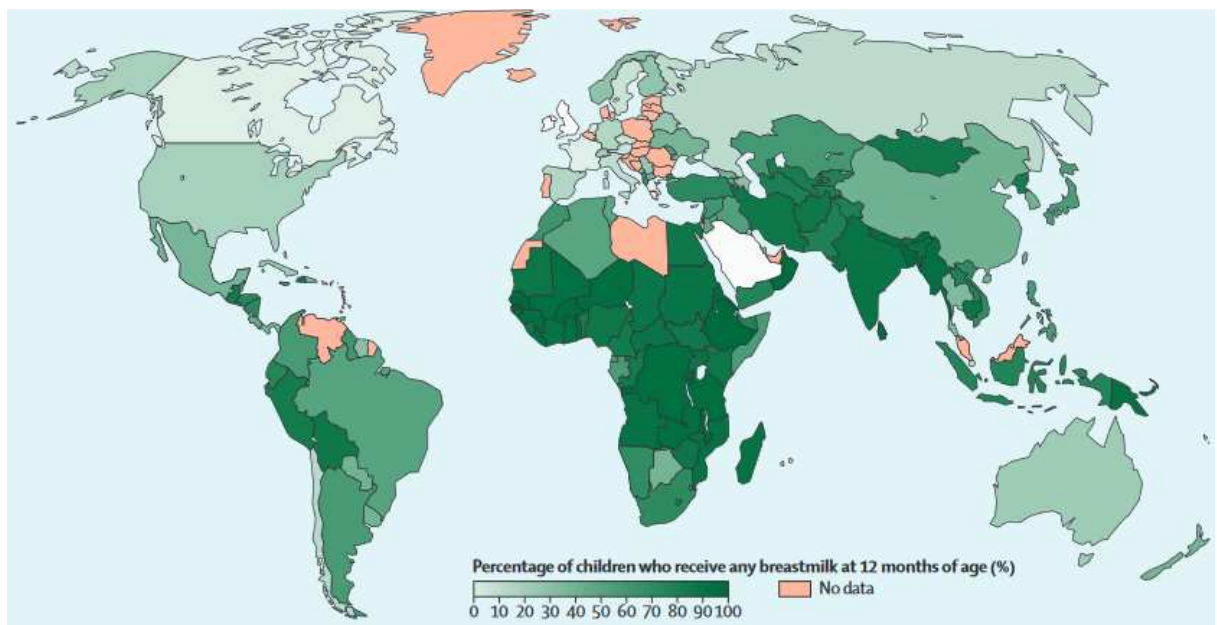 Percentage of children who receive any breastmilk at 12 months of age (%)
No data
0 10 20 30 40 50 60 70 80 90 100